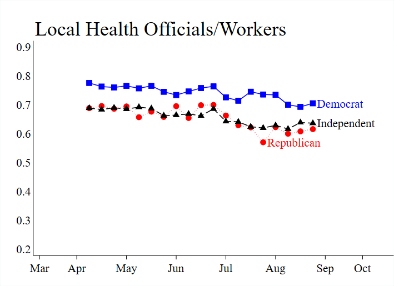 Local Health Officials/Workers
0.9
0.8
0.7
0.6
0.5
0.4
0.3
0.2
Democrat
Independent
Republican
Mar Apr May Jun Jul Aug Sep Oct